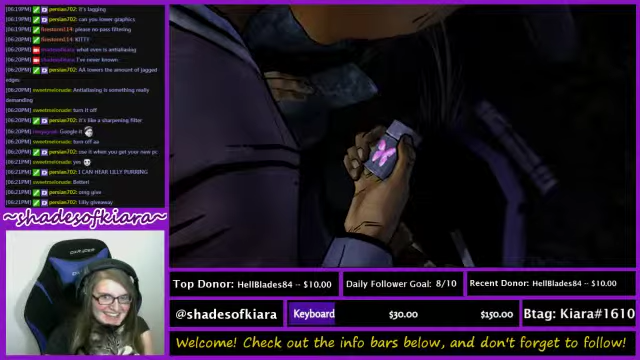 [06:19PM] persian702: it's lagging
[06:19PM] persian702: can you lower graphics
[06:19PM] firestorm114: please no pass filtering
[06:20PM] firestorm114: KITTY
[06:20PM] shadesofkiara: what even is antialiasing
[06:20PM] shadesofkiara: I've never known.
[06:20PM] persian702: AA lowers the amount of jagged
edges
[06:20PM] sweetmelonade: Antialiasing is something really
demanding
[06:20PM] sweetmelonade: turn it off
[06:20PM] persian702: it's like a sharpening filter
[06:20PM] Google it
[06:20PM] sweetmelonade: turn off aa
[06:20PM] persian702: use it when you get your new pc
[06:21PM] sweetmelonade: yes
[06:21PM] persian702: I CAN HEAR LILLY PURRING
[06:21PM] sweetmelonade: Better!
[06:21PM] persian702: omg give
[06:21PM] persian702: Lilly giveaway
~shadesofkiara~
Top Donor: HellBlades84 -- $10.00
Daily Follower Goal: 8/10
Recent Donor: HellBlades84 -- $10.00
@shadesofkiara
Keyboard $30.00 $150.00
Btag: Kiara#1610
Welcome! Check out the info bars below, and don't forget to follow!